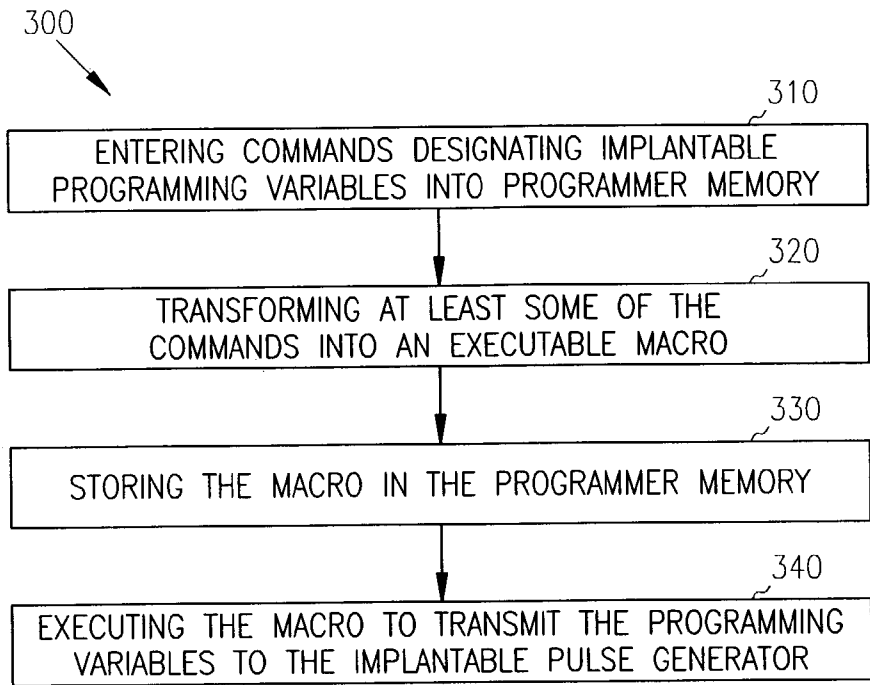 300
310
ENTERING COMMANDS DESIGNATING IMPLANTABLE
PROGRAMMING VARIABLES INTO PROGRAMMER MEMORY
320
TRANSFORMING AT LEAST SOME OF THE
COMMANDS INTO AN EXECUTABLE MACRO
330
STORING THE MACRO IN THE PROGRAMMER MEMORY
340
EXECUTING THE MACRO TO TRANSMIT THE PROGRAMMING
VARIABLES TO THE IMPLANTABLE PULSE GENERATOR